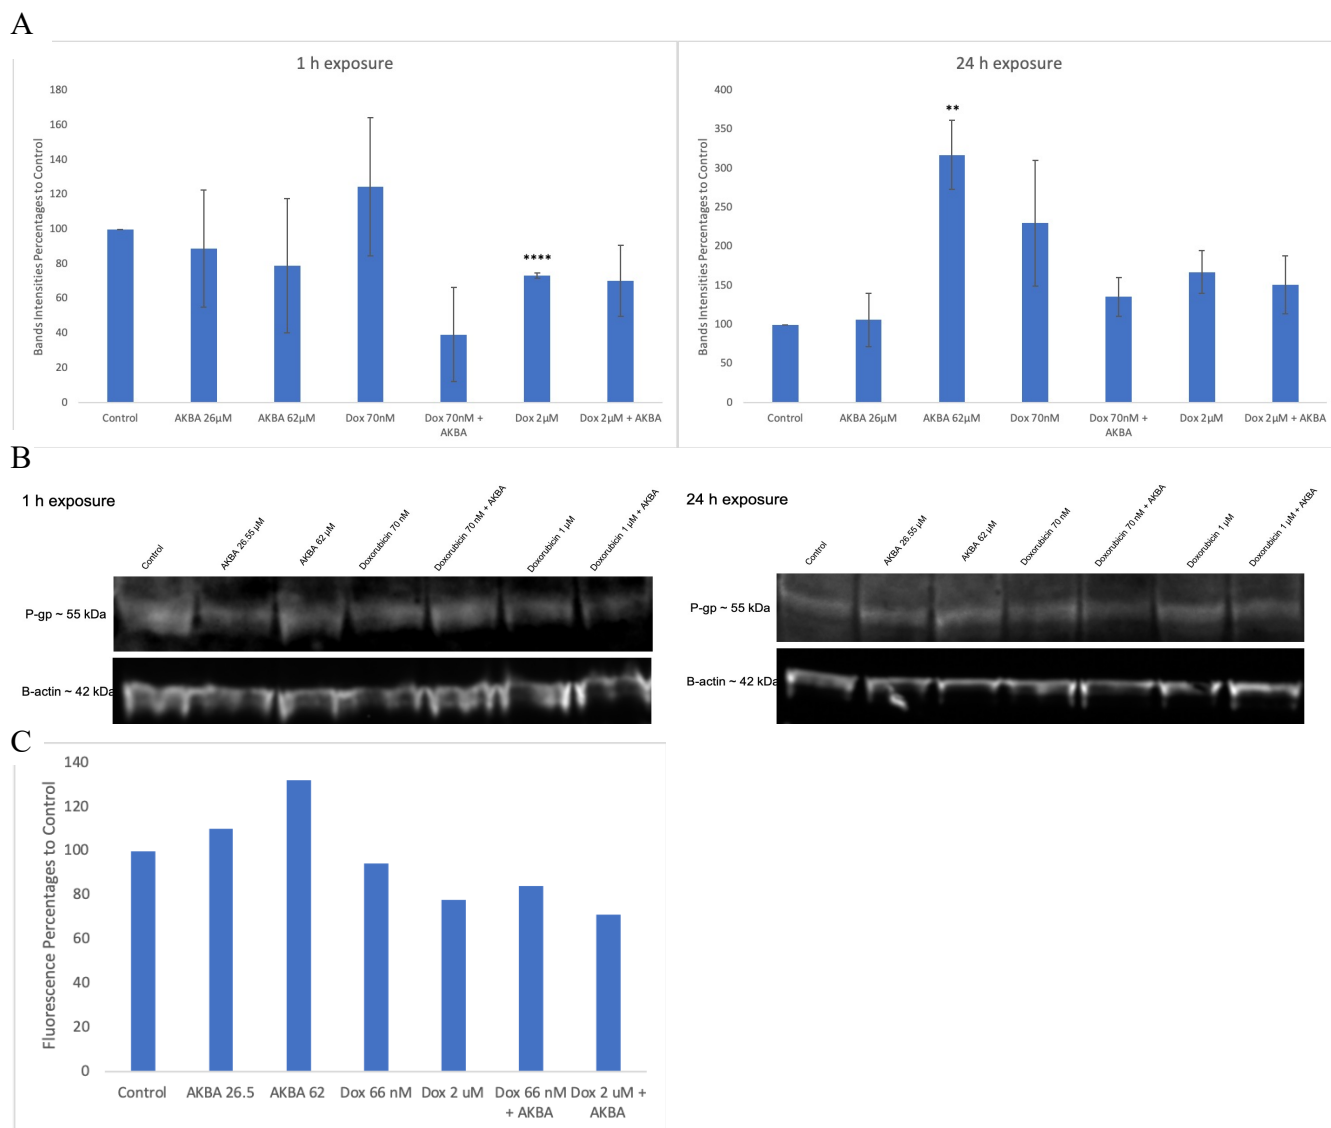 A
1 h exposure
Bands Intensities Percentages to Control
180
160
140
120
100
80
60
40
20
0
****
Control
AKBA 26µM
AKBA 62µM
Dox 70nM
Dox 70nM +
AKBA
Dox 2µM
Dox 2µM + AKBA
24 h exposure
Bands Intensities Percentages to Control
400
350
300
250
200
150
100
50
0
**
Control
AKBA 26µM
AKBA 62µM
Dox 70nM
Dox 70nM +
AKBA
Dox 2µM
Dox 2µM + AKBA
B
1 h exposure
Control
AKBA 26.55 µM
AKBA 62 µM
Doxorubicin 70 nM
Doxorubicin 70 nM + AKBA
Doxorubicin 1 µM
Doxorubicin 1 µM + AKBA
P-gp ~ 55 kDa
B-actin ~ 42 kDa
24 h exposure
Control
AKBA 26.55 µM
AKBA 62 µM
Doxorubicin 70 nM
Doxorubicin 70 nM + AKBA
Doxorubicin 1 µM
Doxorubicin 1 µM + AKBA
P-gp ~ 55 kDa
B-actin ~ 42 kDa
C
Fluorescence Percentages to Control
140
120
100
80
60
40
20
0
Control
AKBA 26.5
AKBA 62
Dox 66 nM
Dox 2 uM
Dox 66 nM
+ AKBA
Dox 2 uM +
AKBA